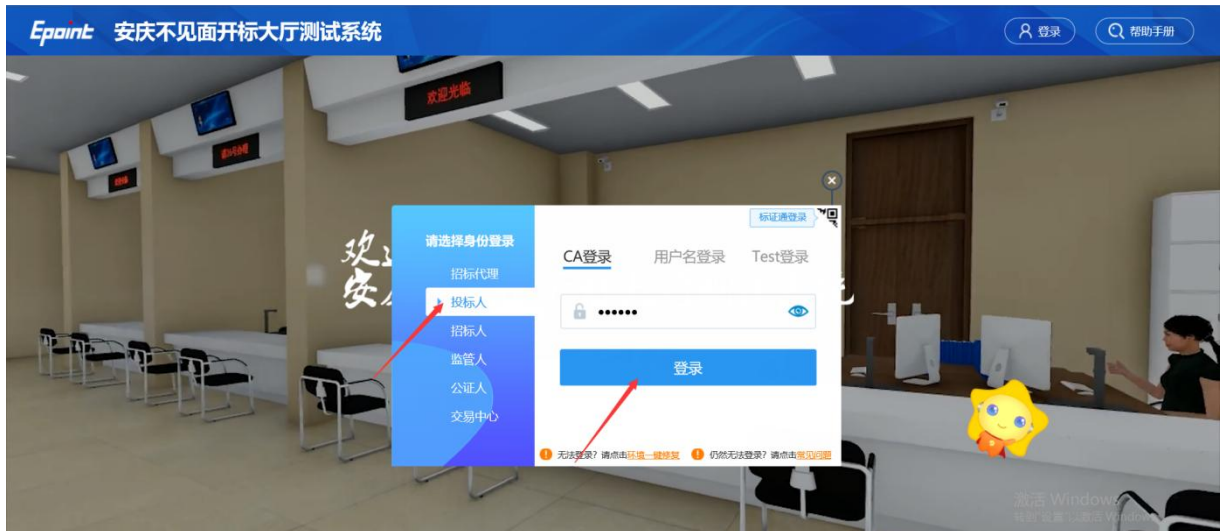 Epoint 安庆不见面开标大厅测试系统
登录
帮助手册
欢迎光临
标证通登录
请选择身份登录
CA登录 用户名登录 Test登录
招标代理
投标人
招标人
监管人
公证人
交易中心
••••••
登录
无法登录？请点击环境一键修复
仍然无法登录？请点击常见问题
激活 Windows